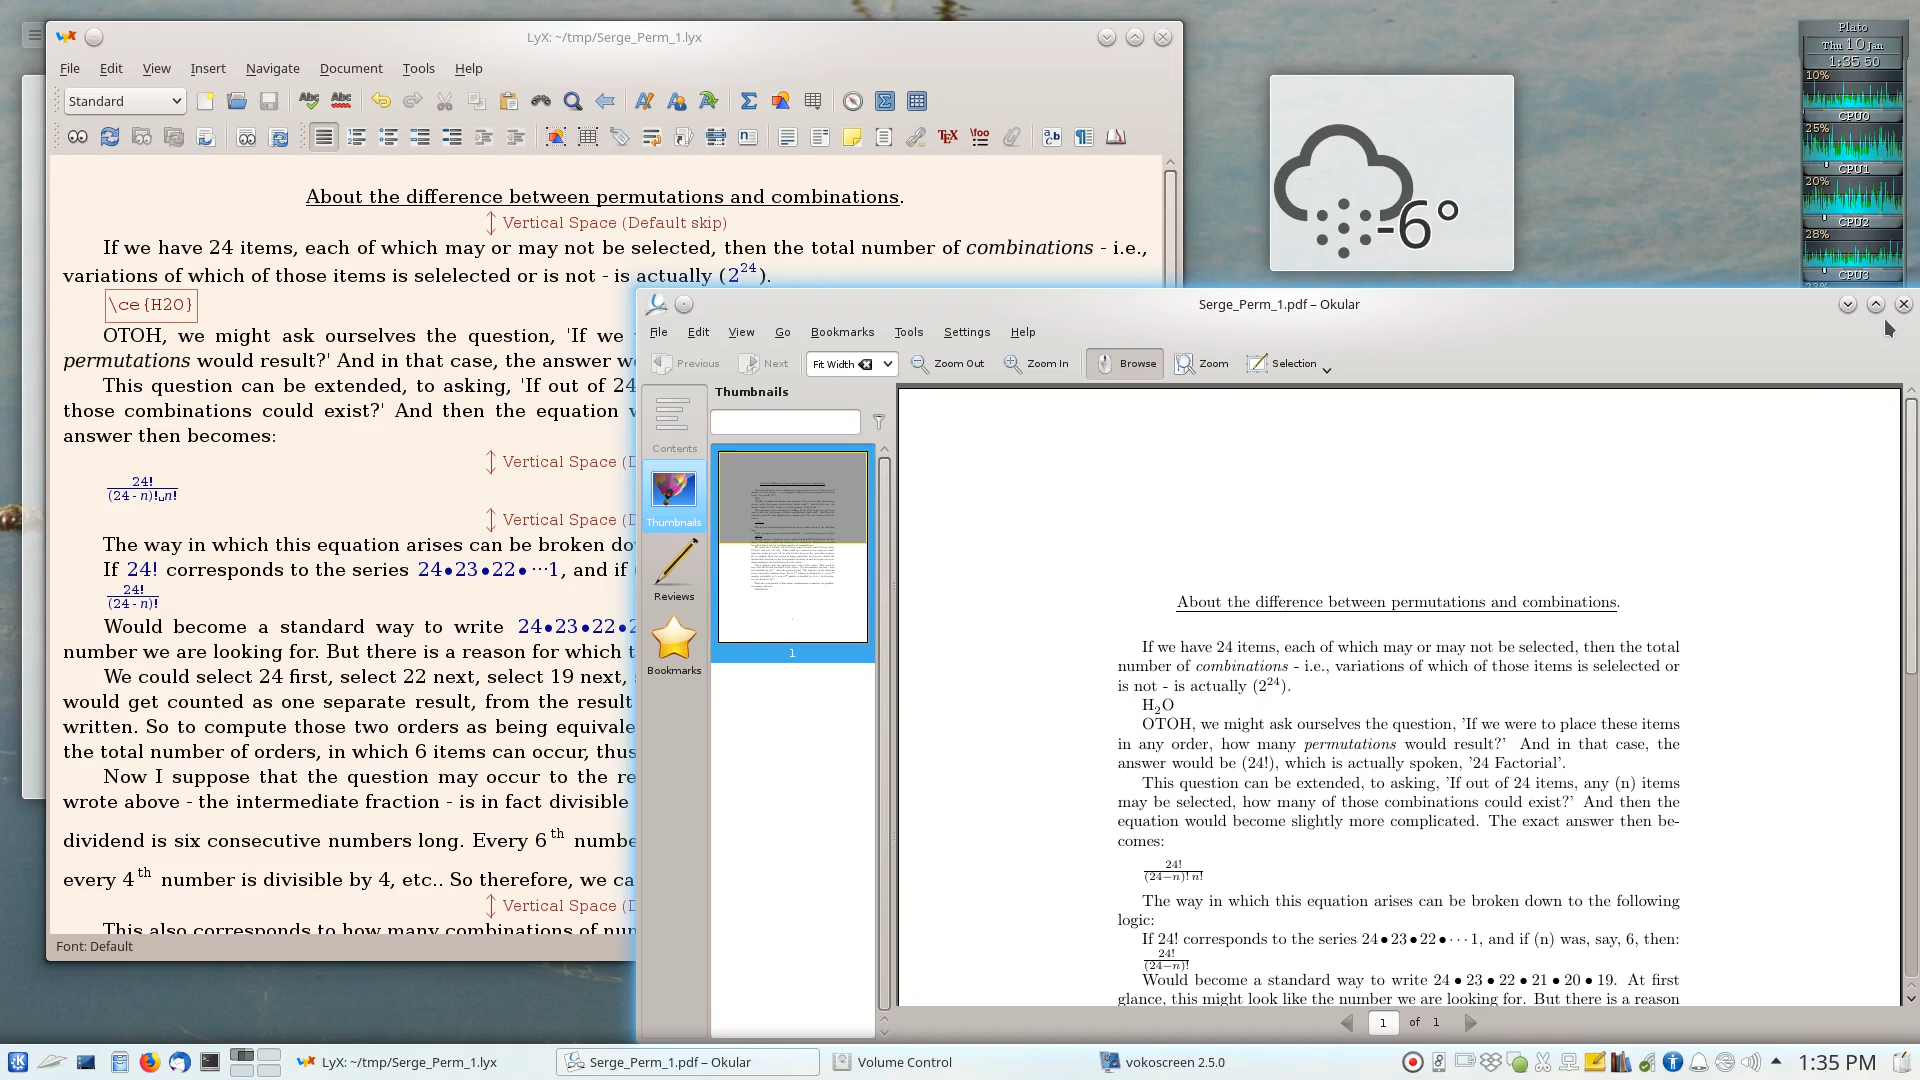 LyX: ~/tmp/Serge_Perm_1.lyx
File Edit View Insert Navigate Document Tools Help
Standard
About the difference between permutations and combinations.
Vertical Space (Default skip)
If we have 24 items, each of which may or may not be selected, then the total number of combinations - i.e.,
variations of which of those items is selelected or is not - is actually (2^24).
\ce{H2O}
OTOH, we might ask ourselves the question, 'If we
permutations would result?' And in that case, the answer
This question can be extended, to asking, 'If out of 24
those combinations could exist?' And then the equation
answer then becomes:
Vertical Space (D
24!
(24-n)!␣n!
Vertical Space (D
The way in which this equation arises can be broken do
If 24! corresponds to the series 24•23•22•⋯1, and if
24!
(24-n)!
Would become a standard way to write 24•23•22•2
number we are looking for. But there is a reason for which t
We could select 24 first, select 22 next, select 19 next,
would get counted as one separate result, from the result
written. So to compute those two orders as being equivale
the total number of orders, in which 6 items can occur, thus
Now I suppose that the question may occur to the re
wrote above - the intermediate fraction - is in fact divisible
dividend is six consecutive numbers long. Every 6th numbe
every 4th number is divisible by 4, etc.. So therefore, we ca
Vertical Space (D
This also corresponds to how many combinations of nun
Font: Default
-6°
Plato
Thu 10 Jan
1:35 50
10%
CPU0
25%
CPU1
20%
CPU2
28%
CPU3
Serge_Perm_1.pdf – Okular
File Edit View Go Bookmarks Tools Settings Help
Previous Next Fit Width Zoom Out Zoom In Browse Zoom Selection
Thumbnails
Contents
Thumbnails
Reviews
Bookmarks
1
About the difference between permutations and combinations.
If we have 24 items, each of which may or may not be selected, then the total
number of combinations - i.e., variations of which of those items is selelected or
is not - is actually (2^24).
H₂O
OTOH, we might ask ourselves the question, 'If we were to place these items
in any order, how many permutations would result?' And in that case, the
answer would be (24!), which is actually spoken, '24 Factorial'.
This question can be extended, to asking, 'If out of 24 items, any (n) items
may be selected, how many of those combinations could exist?' And then the
equation would become slightly more complicated. The exact answer then be-
comes:
24!
(24−n)! n!
The way in which this equation arises can be broken down to the following
logic:
If 24! corresponds to the series 24•23•22•⋯1, and if (n) was, say, 6, then:
24!
(24−n)!
Would become a standard way to write 24 • 23 • 22 • 21 • 20 • 19. At first
glance, this might look like the number we are looking for. But there is a reason
1 of 1
LyX: ~/tmp/Serge_Perm_1.lyx
Serge_Perm_1.pdf – Okular
Volume Control
vokoscreen 2.5.0
1:35 PM